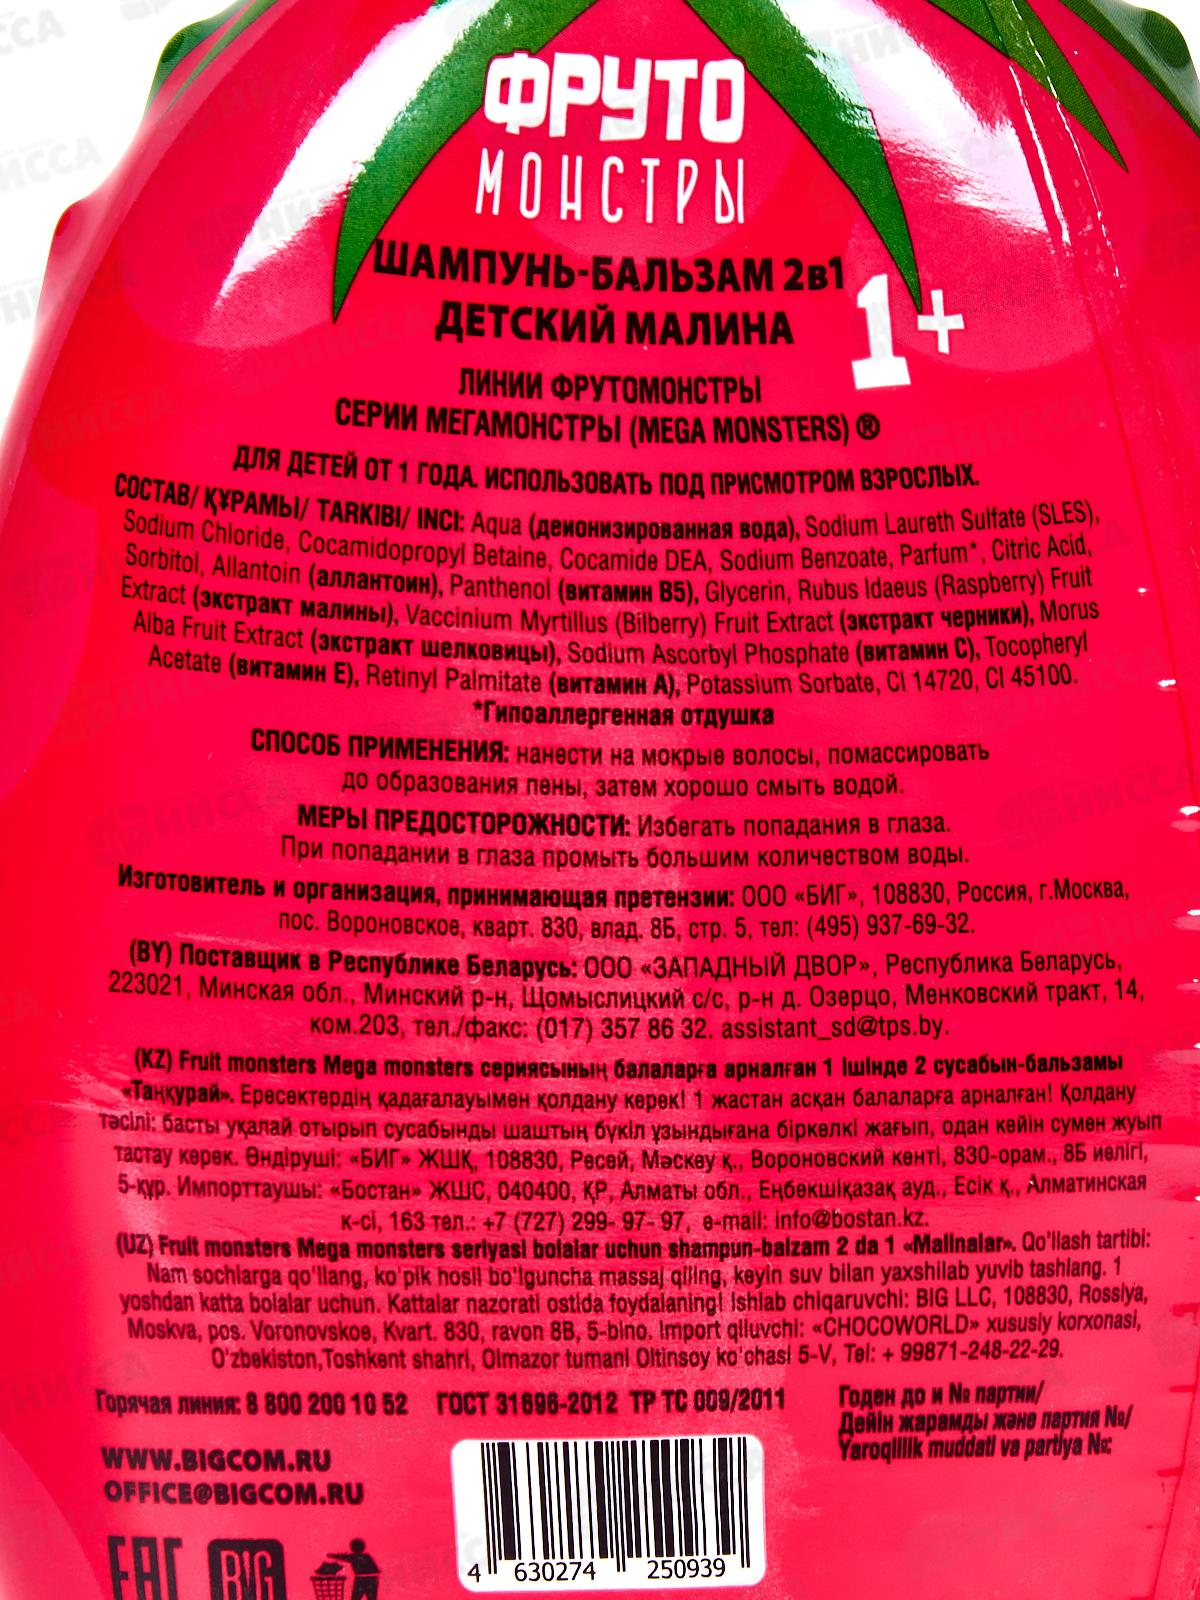 ФРУТО
МОНСТРЫ
ШАМПУНЬ-БАЛЬЗАМ 2в1
ДЕТСКИЙ МАЛИНА
1+
ЛИНИИ ФРУТОМОНСТРЫ
СЕРИИ МЕГАМОНСТРЫ (MEGA MONSTERS) ®
ДЛЯ ДЕТЕЙ ОТ 1 ГОДА. ИСПОЛЬЗОВАТЬ ПОД ПРИСМОТРОМ ВЗРОСЛЫХ.
СОСТАВ/ ҚҰРАМЫ/ TARKIBI/ INCI: Aqua (деионизированная вода), Sodium Laureth Sulfate (SLES),
Sodium Chloride, Cocamidopropyl Betaine, Cocamide DEA, Sodium Benzoate, Parfum*, Citric Acid,
Sorbitol, Allantoin (аллантоин), Panthenol (витамин В5), Glycerin, Rubus Idaeus (Raspberry) Fruit
Extract (экстракт малины), Vaccinium Myrtillus (Bilberry) Fruit Extract (экстракт черники), Morus
Alba Fruit Extract (экстракт шелковицы), Sodium Ascorbyl Phosphate (витамин С), Tocopheryl
Acetate (витамин Е), Retinyl Palmitate (витамин А), Potassium Sorbate, CI 14720, CI 45100.
*Гипоаллергенная отдушка
СПОСОБ ПРИМЕНЕНИЯ: нанести на мокрые волосы, помассировать
до образования пены, затем хорошо смыть водой.
МЕРЫ ПРЕДОСТОРОЖНОСТИ: Избегать попадания в глаза.
При попадании в глаза промыть большим количеством воды.
Изготовитель и организация, принимающая претензии: ООО «БИГ», 108830, Россия, г.Москва,
пос. Вороновское, кварт. 830, влад. 8Б, стр. 5, тел: (495) 937-69-32.
(BY) Поставщик в Республике Беларусь: ООО «ЗАПАДНЫЙ ДВОР», Республика Беларусь,
223021, Минская обл., Минский р-н, Щомыслицкий с/с, р-н д. Озерцо, Менковский тракт, 14,
ком.203, тел./факс: (017) 357 86 32. assistant_sd@tps.by.
(KZ) Fruit monsters Mega monsters сериясының балаларға арналған 1 ішінде 2 сусабын-бальзамы
«Таңқурай». Ересектердің қадағалауымен қолдану керек! 1 жастан асқан балаларға арналған! Қолдану
тәсілі: басты уқалай отырып сусабынды шаштың бүкіл ұзындығана біркелкі жағып, одан кейін сумен жуып
тастау керек. Өндіруші: «БИГ» ЖШҚ, 108830, Ресей, Мәскеу қ., Вороновский кенті, 830-орам., 8Б иелігі,
5-құр. Импорттаушы: «Бостан» ЖШС, 040400, ҚР, Алматы обл., Еңбекшіқазақ ауд., Есік қ., Алматинская
к-сі, 163 тел.: +7 (727) 299- 97- 97, e-mail: info@bostan.kz.
(UZ) Fruit monsters Mega monsters seriyasi bolalar uchun shampun-balzam 2 da 1 «Malinalar». Qo'llash tartibi:
Nam sochlarga qo'llang, ko'pik hosil bo'lguncha massaj qiling, keyin suv bilan yaxshilab yuvib tashlang. 1
yoshdan katta bolalar uchun. Kattalar nazorati ostida foydalaning! Ishlab chiqaruvchi: BIG LLC, 108830, Rossiya,
Moskva, pos. Voronovskoe, Kvart. 830, ravon 8B, 5-bino. Import qiluvchi: «CHOCOWORLD» xususiy korxonasi,
O'zbekiston,Toshkent shahri, Olmazor tumani Oltinsoy ko'chasi 5-V, Tel: + 99871-248-22-29.
Горячая линия: 8 800 200 10 52 ГОСТ 31696-2012 ТР ТС 009/2011
Годен до и № партии/
Дейін жарамды және партия №/
Yaroqlilik muddati va partiya №:
WWW.BIGCOM.RU
OFFICE@BIGCOM.RU
EAC BIG
4 630274 250939